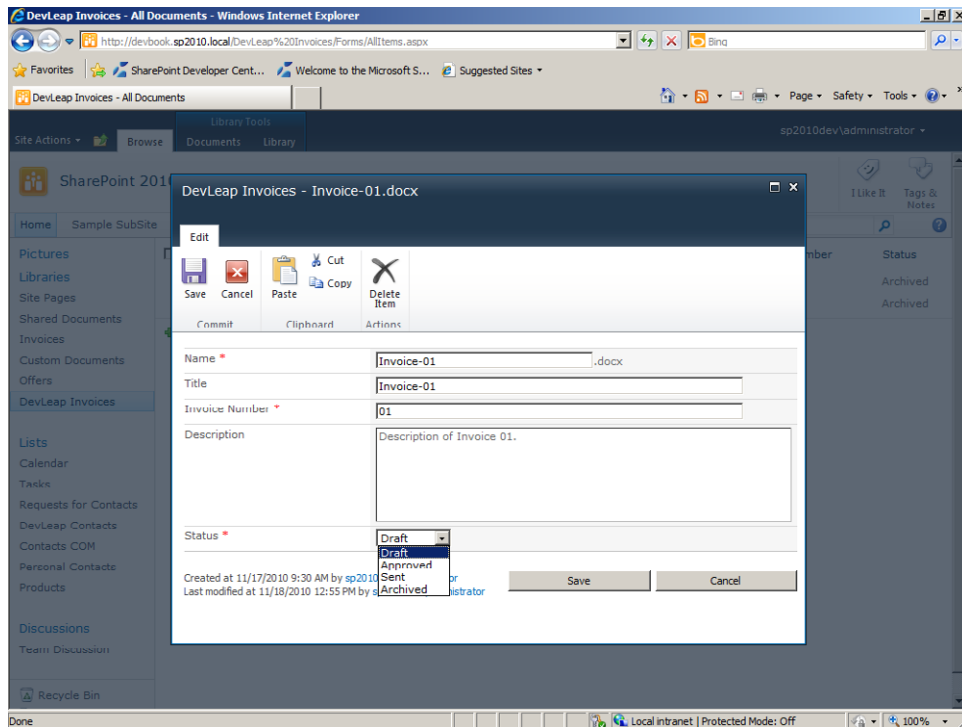 DevLeap Invoices - All Documents - Windows Internet Explorer
http://devbook.sp2010.local/DevLeap%20Invoices/Forms/AllItems.aspx
Bing
Favorites
SharePoint Developer Cent...
Welcome to the Microsoft S...
Suggested Sites
DevLeap Invoices - All Documents
Page
Safety
Tools
Library Tools
Site Actions
Browse
Documents
Library
sp2010dev\administrator
SharePoint 201
I Like It
Tags & Notes
Home
Sample SubSite
DevLeap Invoices - Invoice-01.docx
Edit
Save
Cancel
Paste
Cut
Copy
Delete Item
Commit
Clipboard
Actions
Pictures
Libraries
Site Pages
Shared Documents
Invoices
Custom Documents
Offers
DevLeap Invoices
Lists
Calendar
Tasks
Requests for Contacts
DevLeap Contacts
Contacts COM
Personal Contacts
Products
Discussions
Team Discussion
Recycle Bin
Status
Archived
Archived
Name *
Invoice-01
.docx
Title
Invoice-01
Invoice Number *
01
Description
Description of Invoice 01.
Status *
Draft
Draft
Approved
Sent
Archived
Created at 11/17/2010 9:30 AM by sp2010
Last modified at 11/18/2010 12:55 PM by
Save
Cancel
Done
Local intranet | Protected Mode: Off
100%